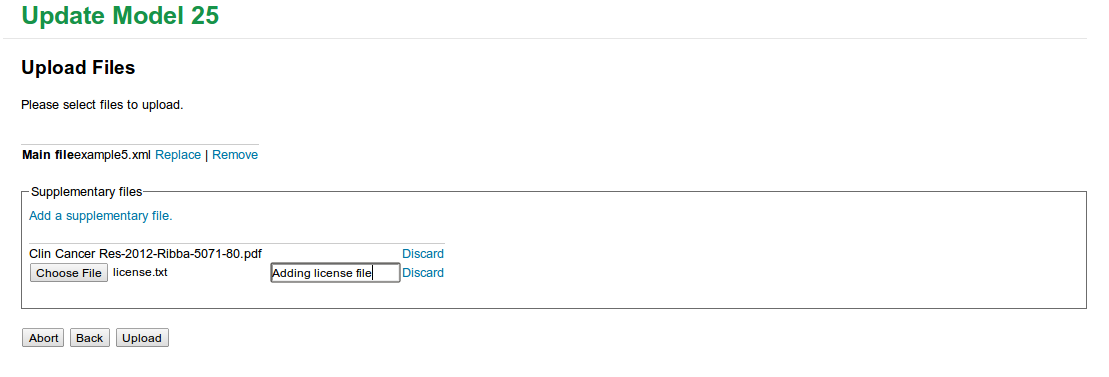 Update Model 25
Upload Files
Please select files to upload.
Main fileexample5.xml Replace | Remove
Supplementary files
Add a supplementary file.
Clin Cancer Res-2012-Ribba-5071-80.pdf Discard
Choose File license.txt Adding license file Discard
Abort Back Upload